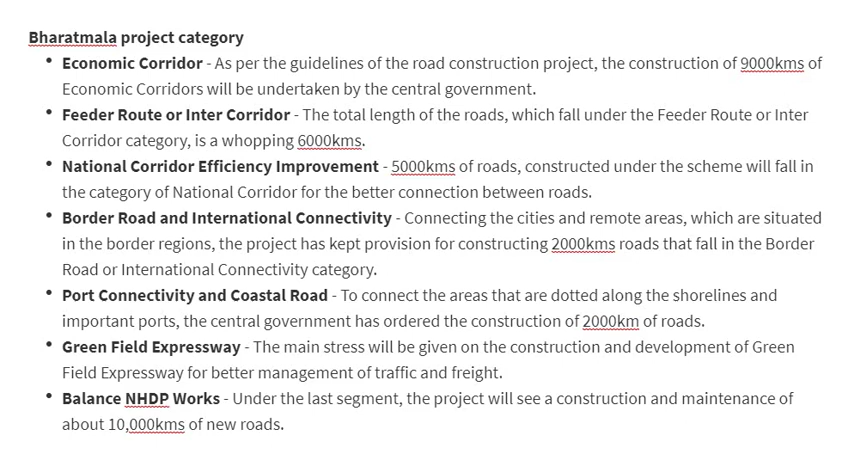 Bharatmala project category
• Economic Corridor - As per the guidelines of the road construction project, the construction of 9000kms of
Economic Corridors will be undertaken by the central government.
• Feeder Route or Inter Corridor - The total length of the roads, which fall under the Feeder Route or Inter
Corridor category, is a whopping 6000kms.
• National Corridor Efficiency Improvement - 5000kms of roads, constructed under the scheme will fall in
the category of National Corridor for the better connection between roads.
• Border Road and International Connectivity - Connecting the cities and remote areas, which are situated
in the border regions, the project has kept provision for constructing 2000kms roads that fall in the Border
Road or International Connectivity category.
• Port Connectivity and Coastal Road - To connect the areas that are dotted along the shorelines and
important ports, the central government has ordered the construction of 2000km of roads.
• Green Field Expressway - The main stress will be given on the construction and development of Green
Field Expressway for better management of traffic and freight.
• Balance NHDP Works - Under the last segment, the project will see a construction and maintenance of
about 10,000kms of new roads.